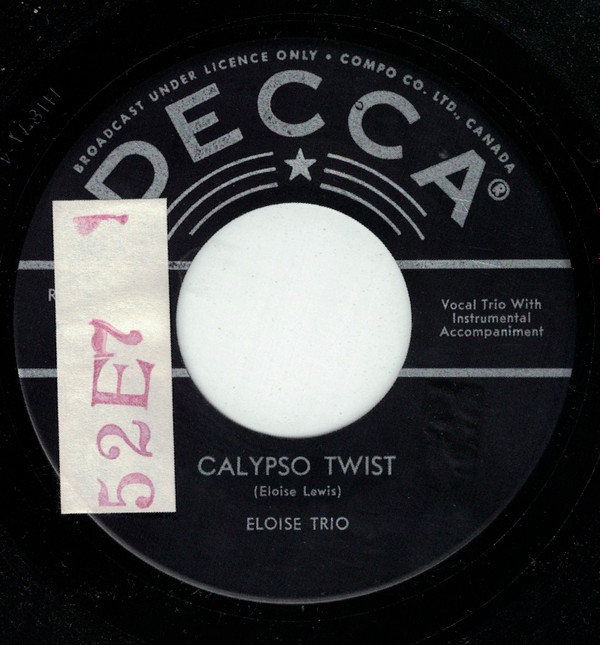 BROADCAST UNDER LICENCE ONLY • COMPO CO. LTD., CANADA
DECCA®
R
Vocal Trio With
Instrumental
Accompaniment
52E7 1
CALYPSO TWIST
(Eloise Lewis)
ELOISE TRIO